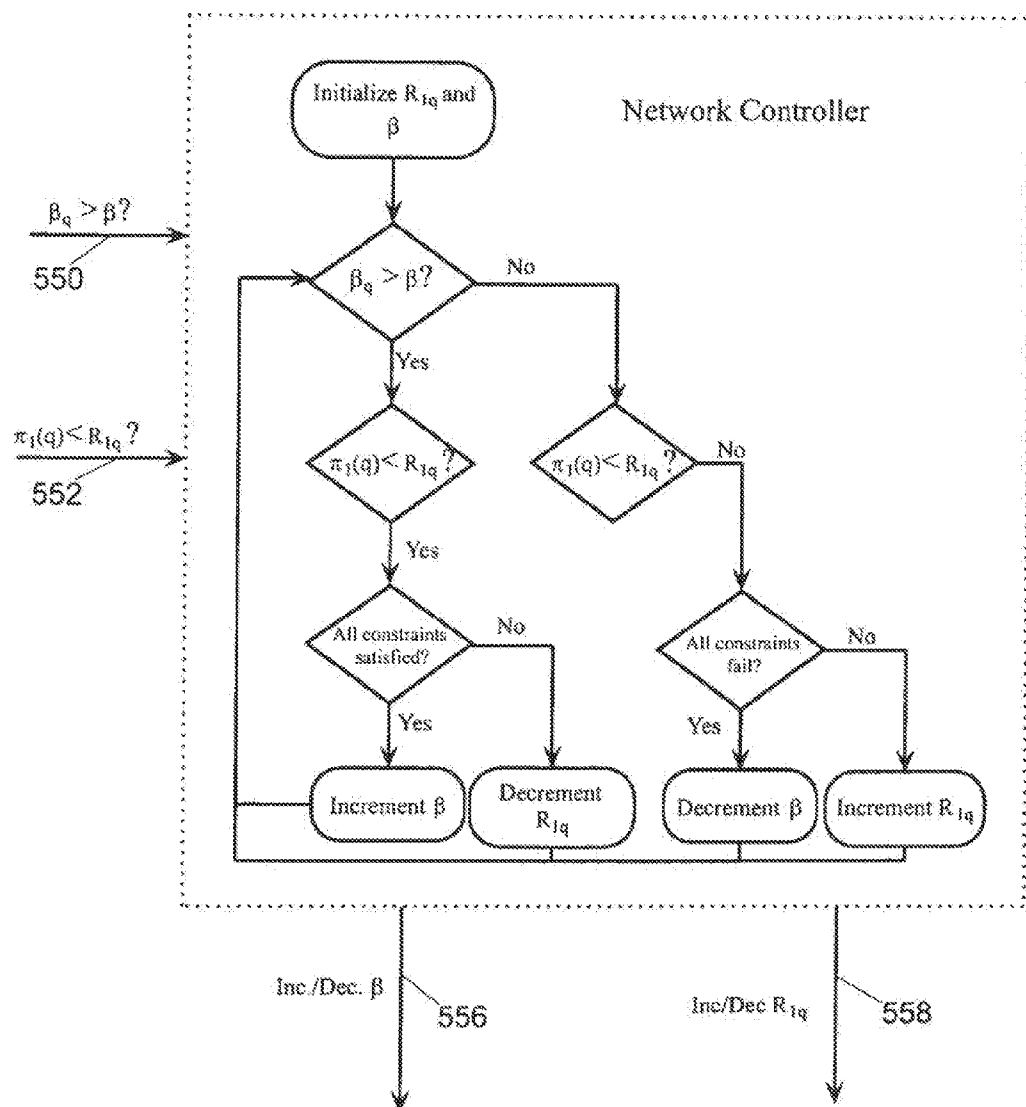 Initialize R1q and
β
Network Controller
βq > β?
550
βq > β?
No
Yes
π1(q) < R1q ?
552
π1(q) < R1q ?
π1(q) < R1q ?
No
Yes
All constraints
satisfied?
No
All constraints
fail?
No
Yes
Yes
Increment β
Decrement
R1q
Decrement β
Increment R1q
Inc./Dec. β
556
Inc/Dec R1q
558